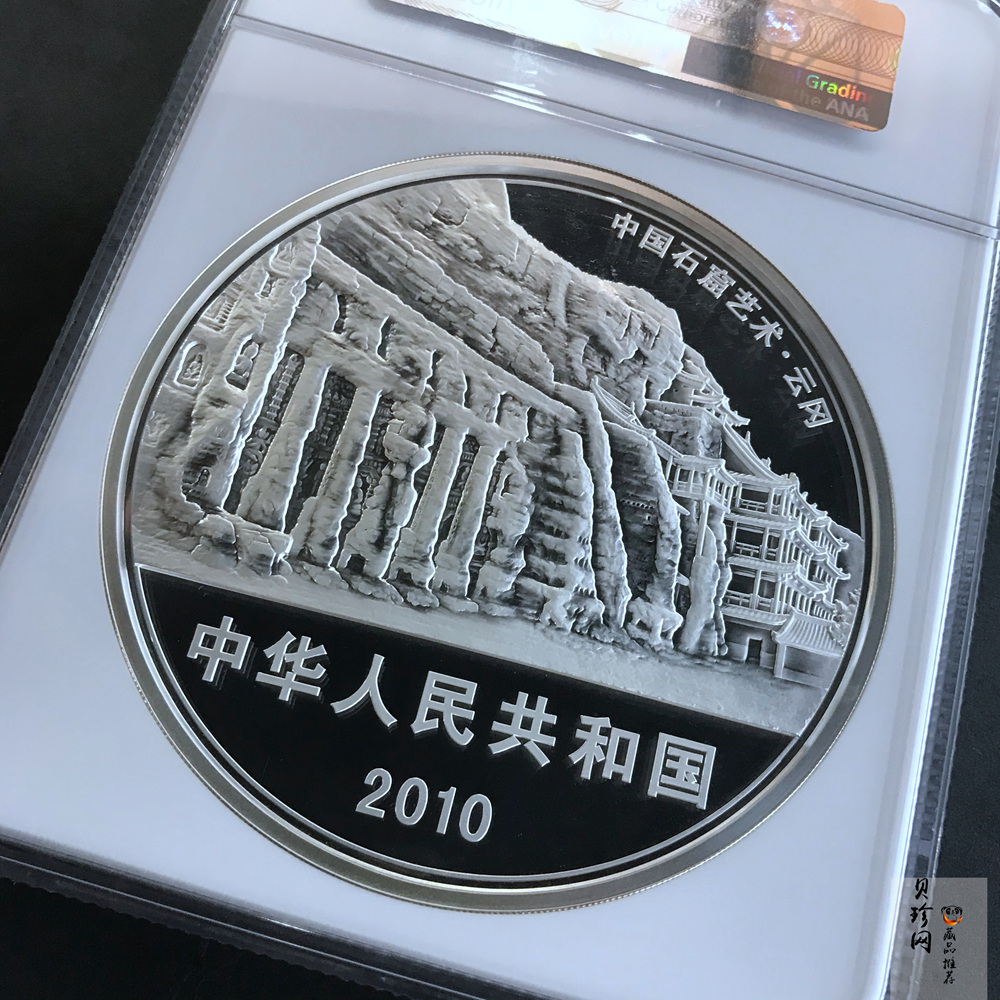 Grading
the ANA
中国石窟艺术·云冈
中华人民共和国
2010
贝珍网
藏品推荐